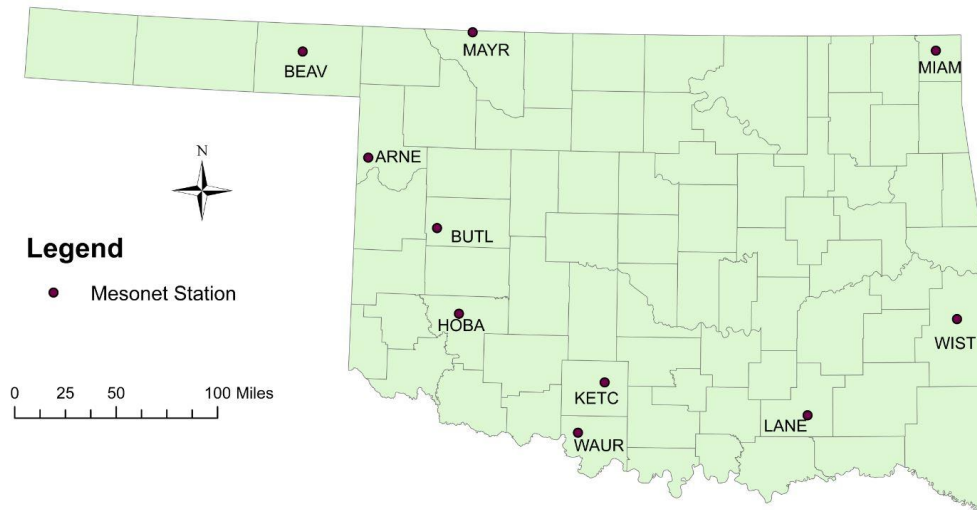 MAYR
BEAV
MIAM
N
ARNE
Legend
BUTL
Mesonet Station
HOBA
WIST
0 25 50 100 Miles
KETC
LANE
WAUR